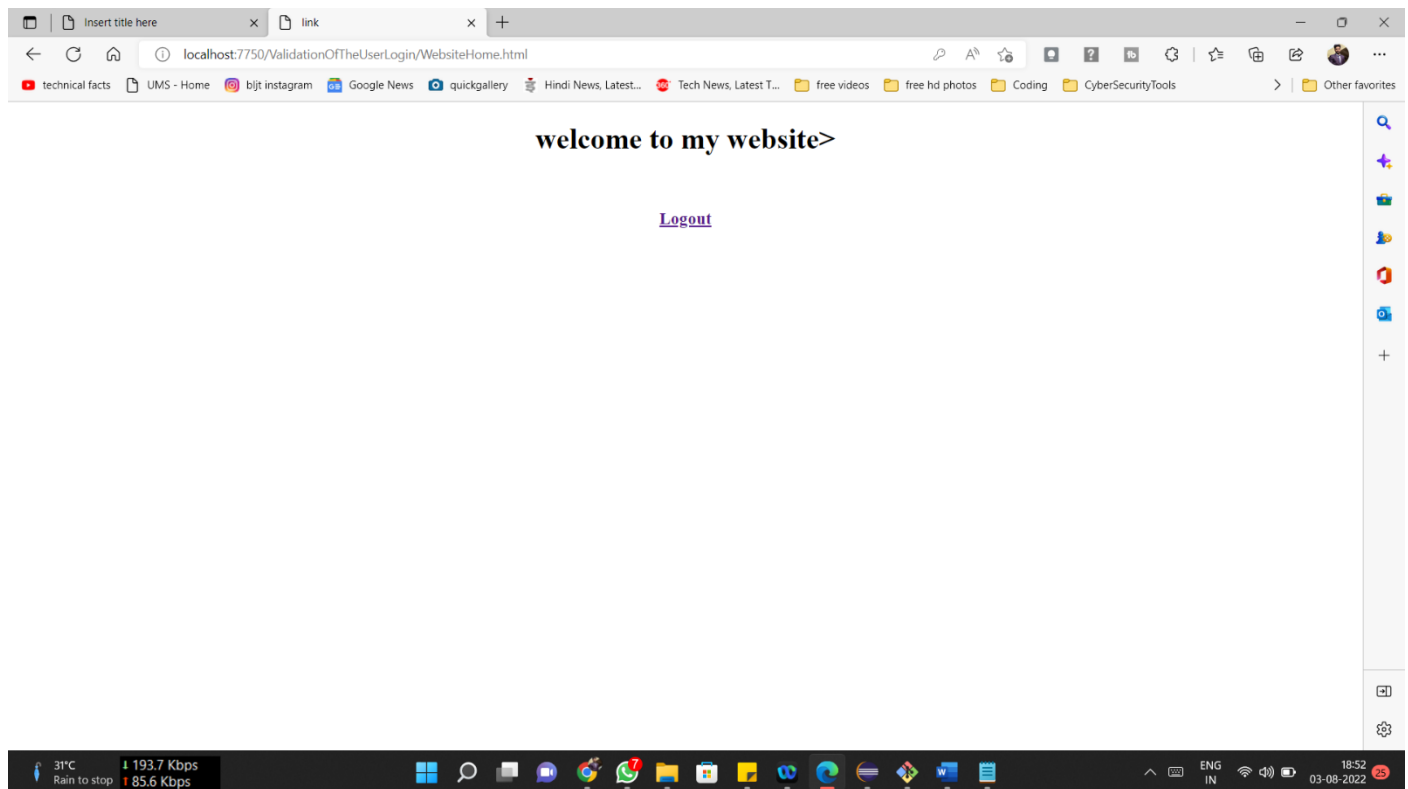 Insert title here
link
localhost:7750/ValidationOfTheUserLogin/WebsiteHome.html
technical facts UMS - Home bljt instagram Google News quickgallery Hindi News, Latest... Tech News, Latest T... free videos free hd photos Coding CyberSecurityTools Other favorites
welcome to my website>
Logout
31°C
Rain to stop
↓ 193.7 Kbps
↑ 85.6 Kbps
7
ENG
IN
18:52
03-08-2022
25